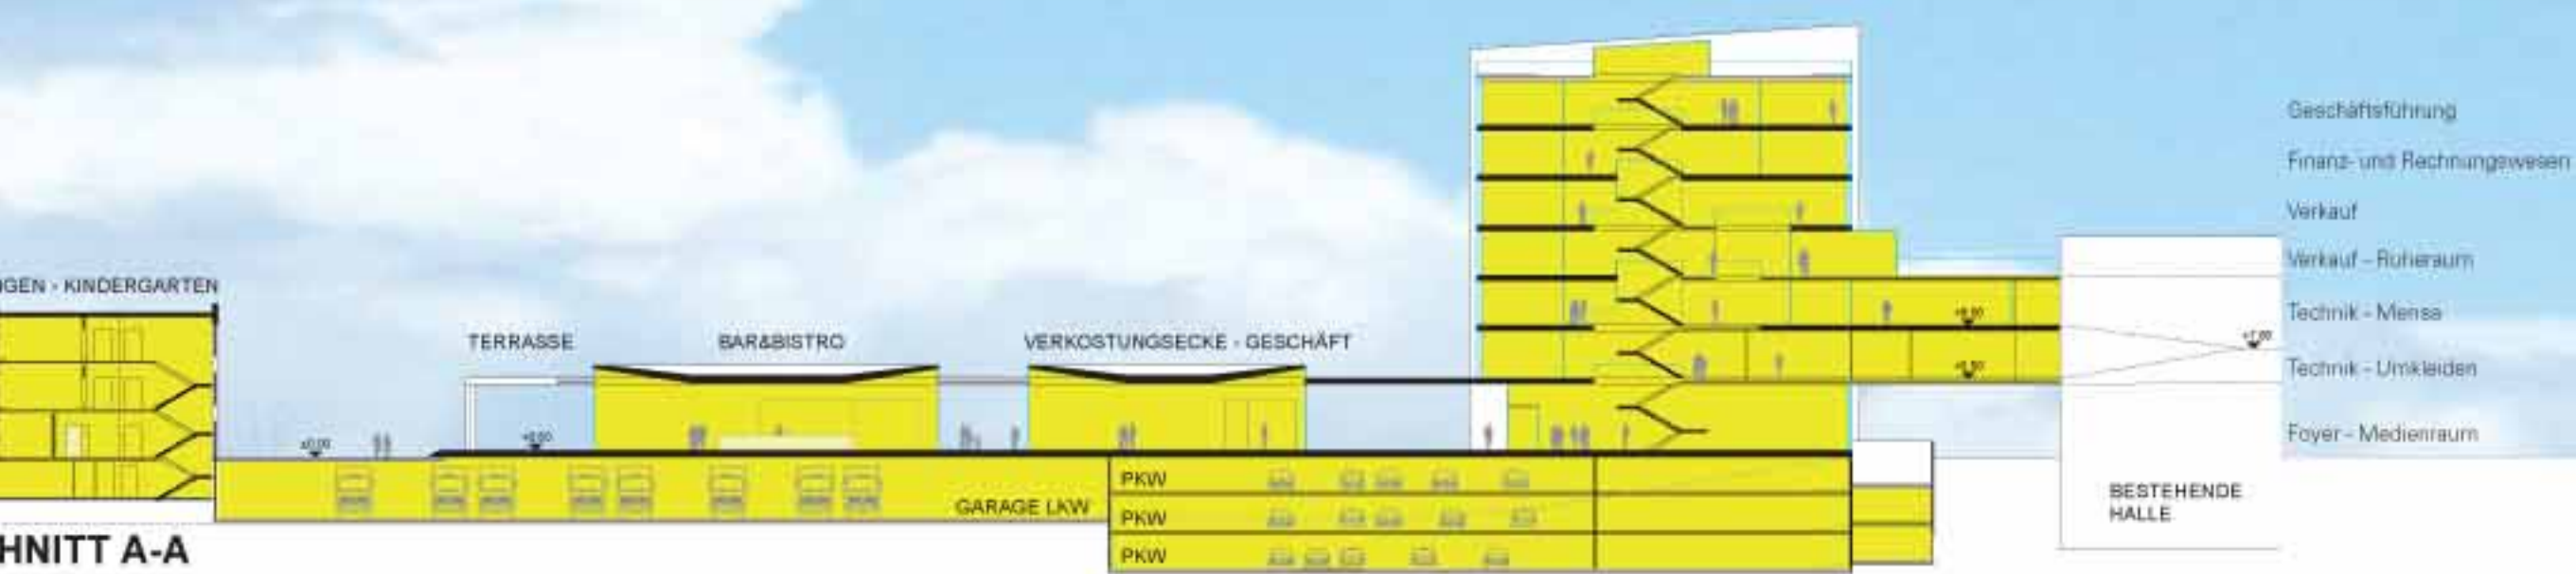 Geschäftsführung
Finanz- und Rechnungswesen
Verkauf
Verkauf - Ruheraum
IGEN - KINDERGARTEN
TERRASSE
BAR&BISTRO
VERKOSTUNGSECKE - GESCHÄFT
Technik - Mensa
Technik - Umkleiden
Foyer - Medienraum
±0,00
PKW
GARAGE LKW
PKW
PKW
BESTEHENDE
HALLE
HNITT A-A